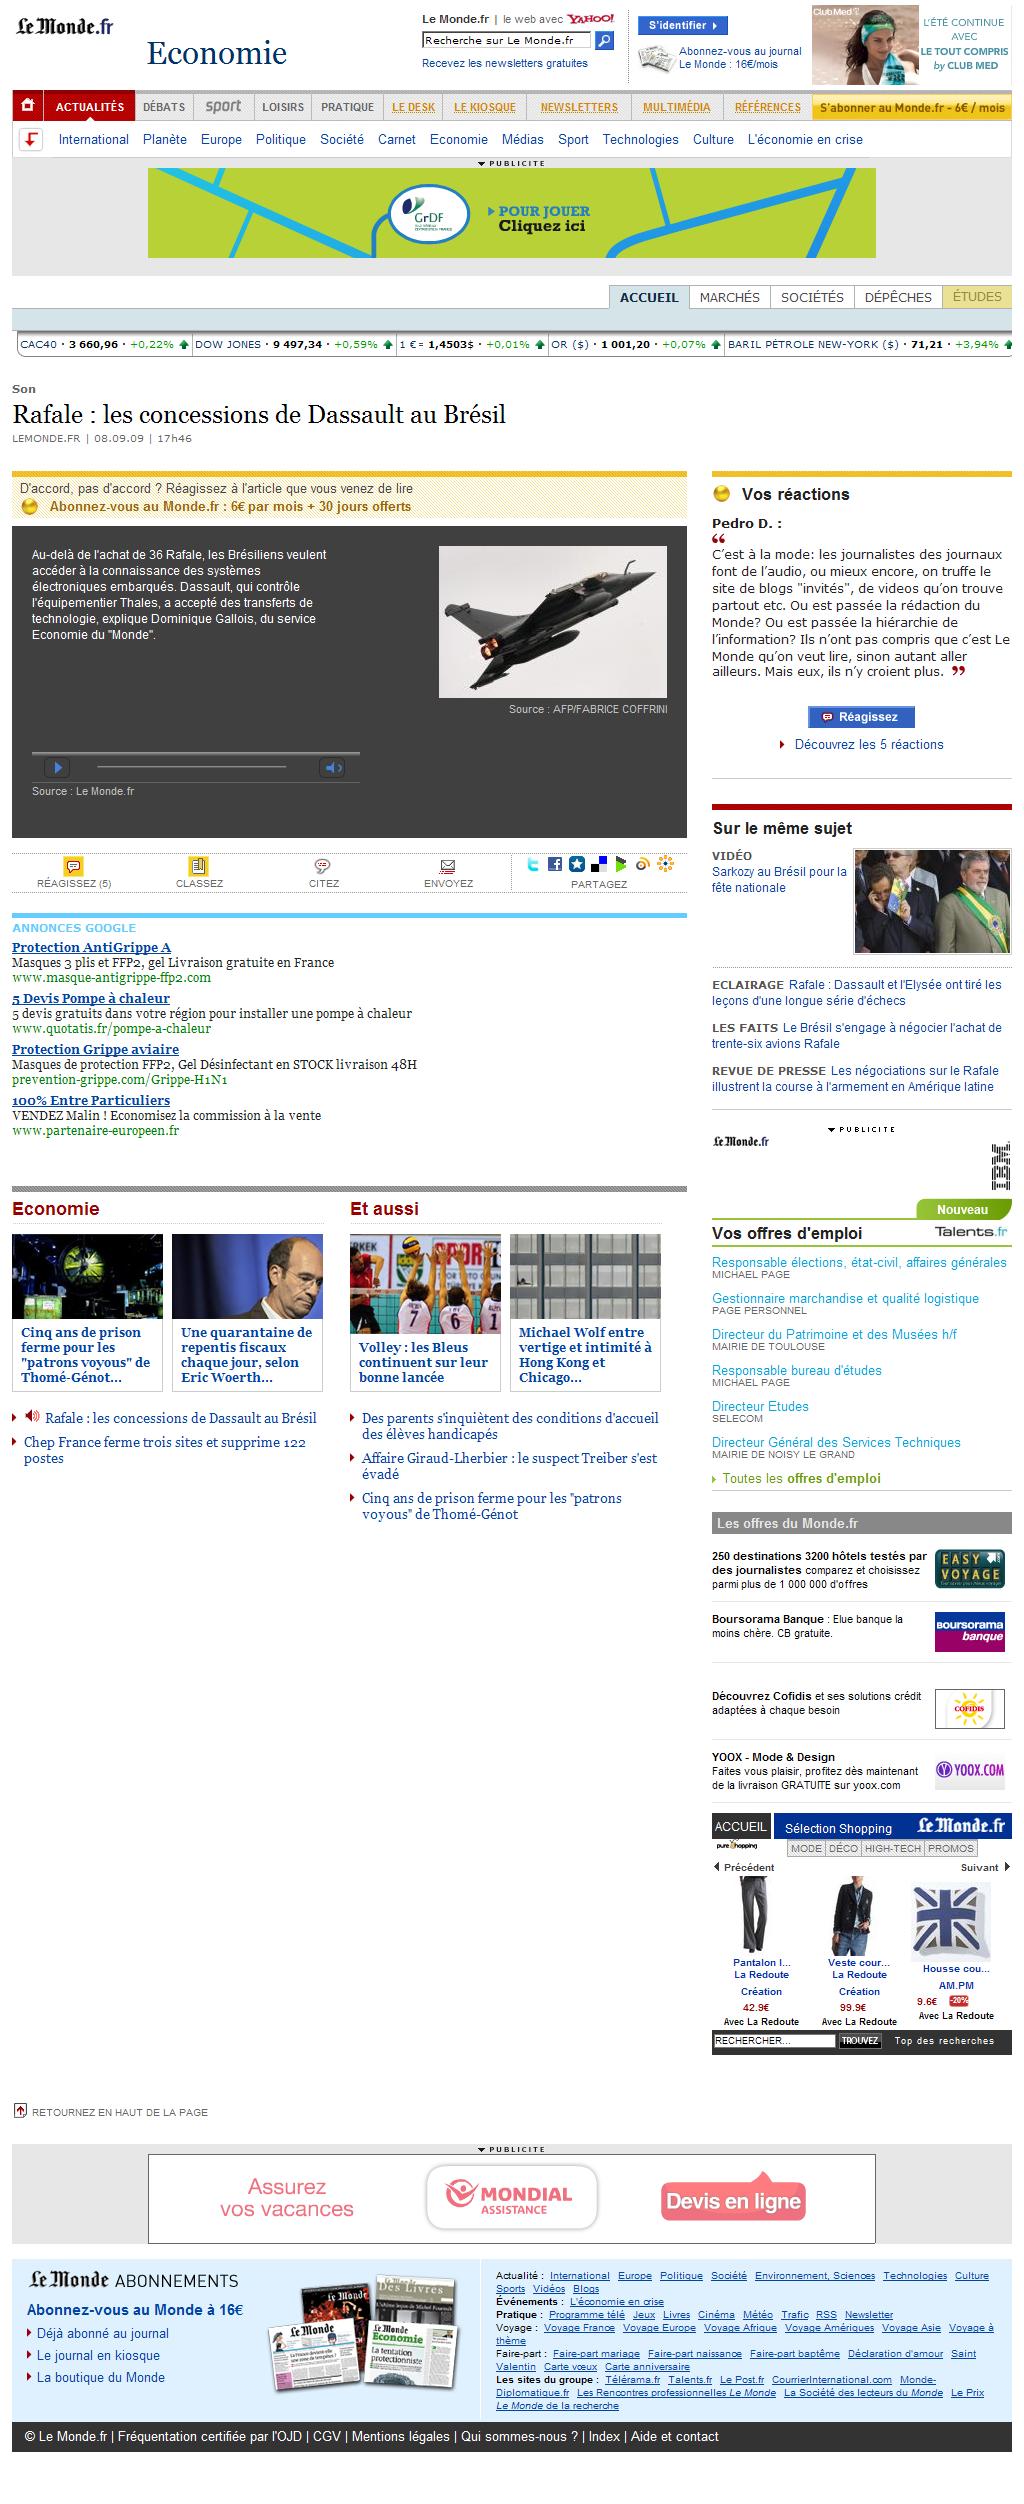 Le Monde.fr
Economie
Le Monde.fr | le web avec YAHOO!
Recherche sur Le Monde.fr
Recevez les newsletters gratuites
S'identifier
Abonnez-vous au journal
Le Monde : 16€/mois
Club Med
L'ÉTÉ CONTINUE
AVEC
LE TOUT COMPRIS
by CLUB MED
ACTUALITÉS DÉBATS sport LOISIRS PRATIQUE LE DESK LE KIOSQUE NEWSLETTERS MULTIMÉDIA RÉFÉRENCES S'abonner au Monde.fr - 6€ / mois
International Planète Europe Politique Société Carnet Economie Médias Sport Technologies Culture L'économie en crise
PUBLICITE
GrDF
POUR JOUER
Cliquez ici
ACCUEIL MARCHÉS SOCIÉTÉS DÉPÊCHES ÉTUDES
CAC40 · 3 660,96 · +0,22% DOW JONES · 9 497,34 · +0,59% 1 € = 1,4503$ · +0,01% OR ($) · 1 001,20 · +0,07% BARIL PÉTROLE NEW-YORK ($) · 71,21 · +3,94%
Son
Rafale : les concessions de Dassault au Brésil
LEMONDE.FR | 08.09.09 | 17h46
D'accord, pas d'accord ? Réagissez à l'article que vous venez de lire
Abonnez-vous au Monde.fr : 6€ par mois + 30 jours offerts
Au-delà de l'achat de 36 Rafale, les Brésiliens veulent
accéder à la connaissance des systèmes
électroniques embarqués. Dassault, qui contrôle
l'équipementier Thales, a accepté des transferts de
technologie, explique Dominique Gallois, du service
Economie du "Monde".
Source : AFP/FABRICE COFFRINI
Source : Le Monde.fr
RÉAGISSEZ (5) CLASSEZ CITEZ ENVOYEZ PARTAGEZ
ANNONCES GOOGLE
Protection AntiGrippe A
Masques 3 plis et FFP2, gel Livraison gratuite en France
www.masque-antigrippe-ffp2.com
5 Devis Pompe à chaleur
5 devis gratuits dans votre région pour installer une pompe à chaleur
www.quotatis.fr/pompe-a-chaleur
Protection Grippe aviaire
Masques de protection FFP2, Gel Désinfectant en STOCK livraison 48H
prevention-grippe.com/Grippe-H1N1
100% Entre Particuliers
VENDEZ Malin ! Economisez la commission à la vente
www.partenaire-europeen.fr
Economie
Cinq ans de prison
ferme pour les
"patrons voyous" de
Thomé-Génot...
Une quarantaine de
repentis fiscaux
chaque jour, selon
Eric Woerth...
Rafale : les concessions de Dassault au Brésil
Chep France ferme trois sites et supprime 122
postes
Et aussi
Volley : les Bleus
continuent sur leur
bonne lancée
Michael Wolf entre
vertige et intimité à
Hong Kong et
Chicago...
Des parents s'inquiètent des conditions d'accueil
des élèves handicapés
Affaire Giraud-Lherbier : le suspect Treiber s'est
évadé
Cinq ans de prison ferme pour les "patrons
voyous" de Thomé-Génot
Vos réactions
Pedro D. :
“
C'est à la mode: les journalistes des journaux
font de l'audio, ou mieux encore, on truffe le
site de blogs "invités", de videos qu'on trouve
partout etc. Ou est passée la rédaction du
Monde? Ou est passée la hiérarchie de
l'information? Ils n'ont pas compris que c'est Le
Monde qu'on veut lire, sinon autant aller
ailleurs. Mais eux, ils n'y croient plus. ”
Réagissez
Découvrez les 5 réactions
Sur le même sujet
VIDÉO
Sarkozy au Brésil pour la
fête nationale
ECLAIRAGE Rafale : Dassault et l'Elysée ont tiré les
leçons d'une longue série d'échecs
LES FAITS Le Brésil s'engage à négocier l'achat de
trente-six avions Rafale
REVUE DE PRESSE Les négociations sur le Rafale
illustrent la course à l'armement en Amérique latine
PUBLICITE
Le Monde.fr
IBM
Nouveau
Vos offres d'emploi Talents.fr
Responsable élections, état-civil, affaires générales
MICHAEL PAGE
Gestionnaire marchandise et qualité logistique
PAGE PERSONNEL
Directeur du Patrimoine et des Musées h/f
MAIRIE DE TOULOUSE
Responsable bureau d'études
MICHAEL PAGE
Directeur Etudes
SELECOM
Directeur Général des Services Techniques
MAIRIE DE NOISY LE GRAND
Toutes les offres d'emploi
Les offres du Monde.fr
250 destinations 3200 hôtels testés par
des journalistes comparez et choisissez
parmi plus de 1 000 000 d'offres
EASY VOYAGE
Boursorama Banque : Elue banque la
moins chère. CB gratuite.
BOURSORAMA
banque
Découvrez Cofidis et ses solutions crédit
adaptées à chaque besoin
COFIDIS
YOOX - Mode & Design
Faites vous plaisir, profitez dès maintenant
de la livraison GRATUITE sur yoox.com
YOOX.COM
ACCUEIL Sélection Shopping Le Monde.fr
pure shopping
MODE DÉCO HIGH-TECH PROMOS
Précédent Suivant
Pantalon l...
La Redoute
Création
42.9€
Avec La Redoute
Veste cour...
La Redoute
Création
99.9€
Avec La Redoute
Housse cou...
AM.PM
9.6€ -20%
Avec La Redoute
RECHERCHER... TROUVEZ Top des recherches
RETOURNEZ EN HAUT DE LA PAGE
PUBLICITE
Assurez
vos vacances
MONDIAL
ASSISTANCE
Devis en ligne
Le Monde ABONNEMENTS
Abonnez-vous au Monde à 16€
Déjà abonné au journal
Le journal en kiosque
La boutique du Monde
Actualité : International Europe Politique Société Environnement, Sciences Technologies Culture
Sports Vidéos Blogs
Événements : L'économie en crise
Pratique : Programme télé Jeux Livres Cinéma Météo Trafic RSS Newsletter
Voyage : Voyage France Voyage Europe Voyage Afrique Voyage Amériques Voyage Asie Voyage à
thème
Faire-part : Faire-part mariage Faire-part naissance Faire-part baptême Déclaration d'amour Saint
Valentin Carte vœux Carte anniversaire
Les sites du groupe : Télérama.fr Talents.fr Le Post.fr CourrierInternational.com Monde-
Diplomatique.fr Les Rencontres professionnelles Le Monde La Société des lecteurs du Monde Le Prix
Le Monde de la recherche
© Le Monde.fr | Fréquentation certifiée par l'OJD | CGV | Mentions légales | Qui sommes-nous ? | Index | Aide et contact